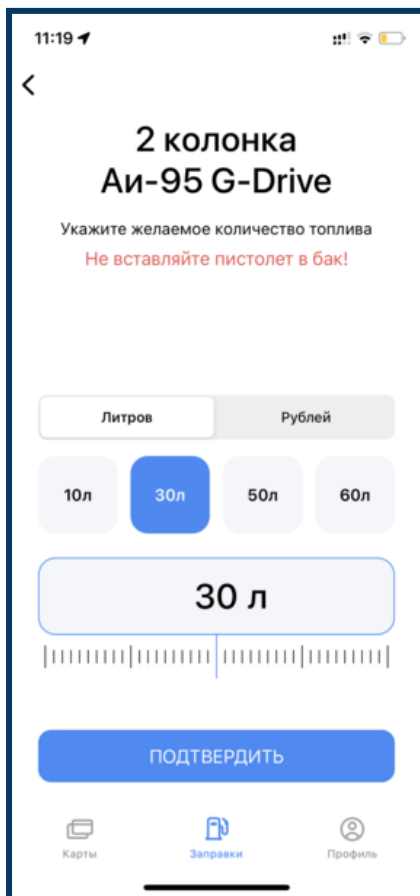 11:19
2 колонка
Аи-95 G-Drive
Укажите желаемое количество топлива
Не вставляйте пистолет в бак!
Литров Рублей
10л 30л 50л 60л
30 л
ПОДТВЕРДИТЬ
Карты Заправки Профиль